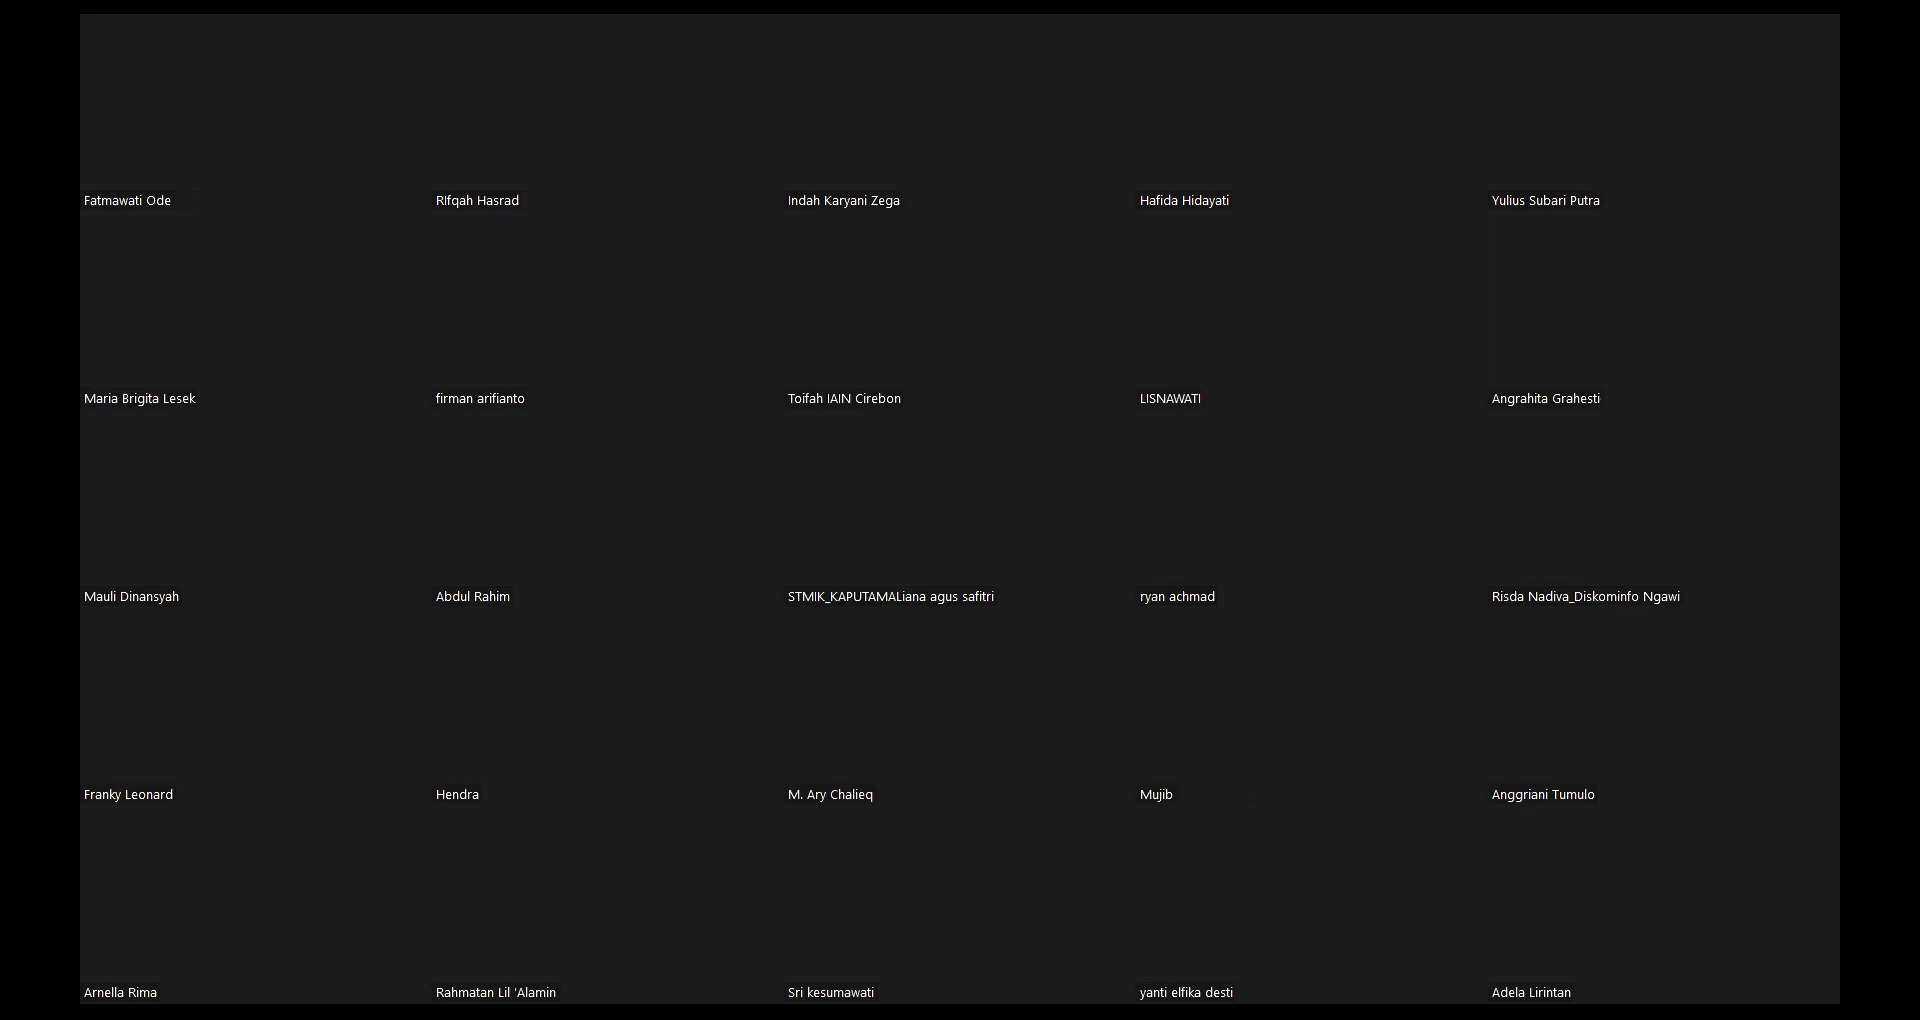 Fatmawati Ode
RIfqah Hasrad
Indah Karyani Zega
Hafida Hidayati
Yulius Subari Putra
Maria Brigita Lesek
firman arifianto
Toifah IAIN Cirebon
LISNAWATI
Angrahita Grahesti
Mauli Dinansyah
Abdul Rahim
STMIK_KAPUTAMALiana agus safitri
ryan achmad
Risda Nadiva_Diskominfo Ngawi
Franky Leonard
Hendra
M. Ary Chalieq
Mujib
Anggriani Tumulo
Arnella Rima
Rahmatan Lil 'Alamin
Sri kesumawati
yanti elfika desti
Adela Lirintan